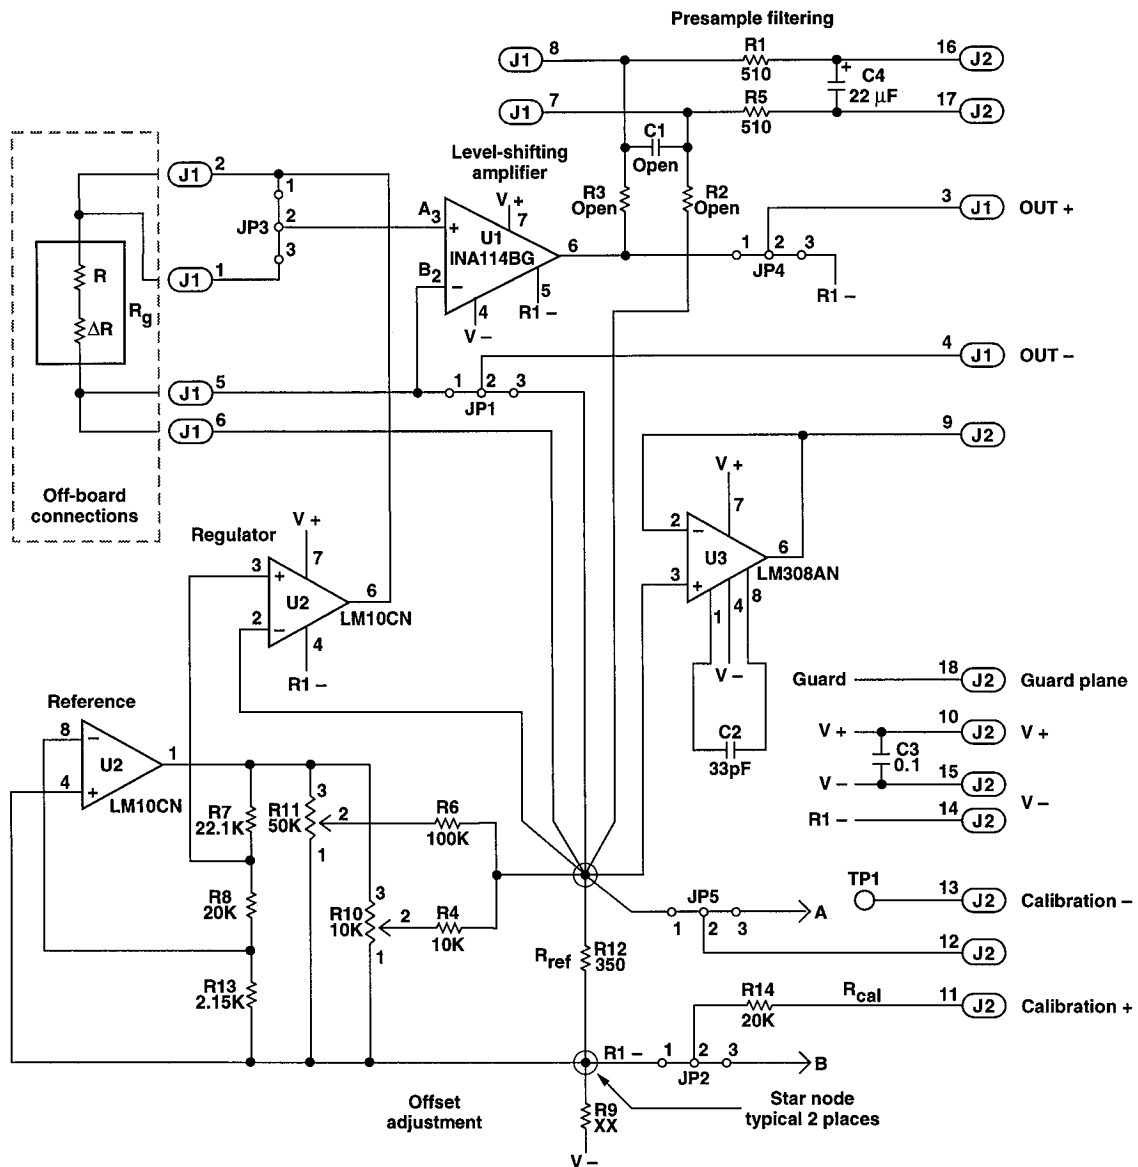 Presample filtering
J1 8 R1 510 16 J2
C4 22 µF +
J1 7 R5 510 17 J2
C1 Open
Level-shifting amplifier
R3 Open
R2 Open
J1 2
1
JP3 2
3
J1 1
A 3 +
V + 7
U1
INA114BG
6
B 2 −
5
R1 −
4
V −
1 2 3
JP4
R1 −
3 J1 OUT +
4 J1 OUT −
R
ΔR
Rg
J1 5
1 2 3
JP1
J1 6
Off-board connections
9 J2
V +
7
2 −
U3
6
3 +
LM308AN
1 4 8
V −
C2
33pF
Regulator
V +
7
3 +
U2
6
2 −
LM10CN
4
R1 −
Reference
8 −
U2
1
4 +
LM10CN
R7
22.1K
R11
50K
3
2
1
R6
100K
R8
20K
R10
10K
3
2
1
R4
10K
R13
2.15K
Rref
R12
350
Guard 18 J2 Guard plane
V + 10 J2 V +
C3
0.1
V − 15 J2
V −
R1 − 14 J2
TP1 13 J2 Calibration −
JP5
1 2 3
A
12 J2
R14
20K
Rcal
11 J2 Calibration +
R1 − 1 2 3
JP2
B
Offset adjustment
R9
XX
V −
Star node
typical 2 places